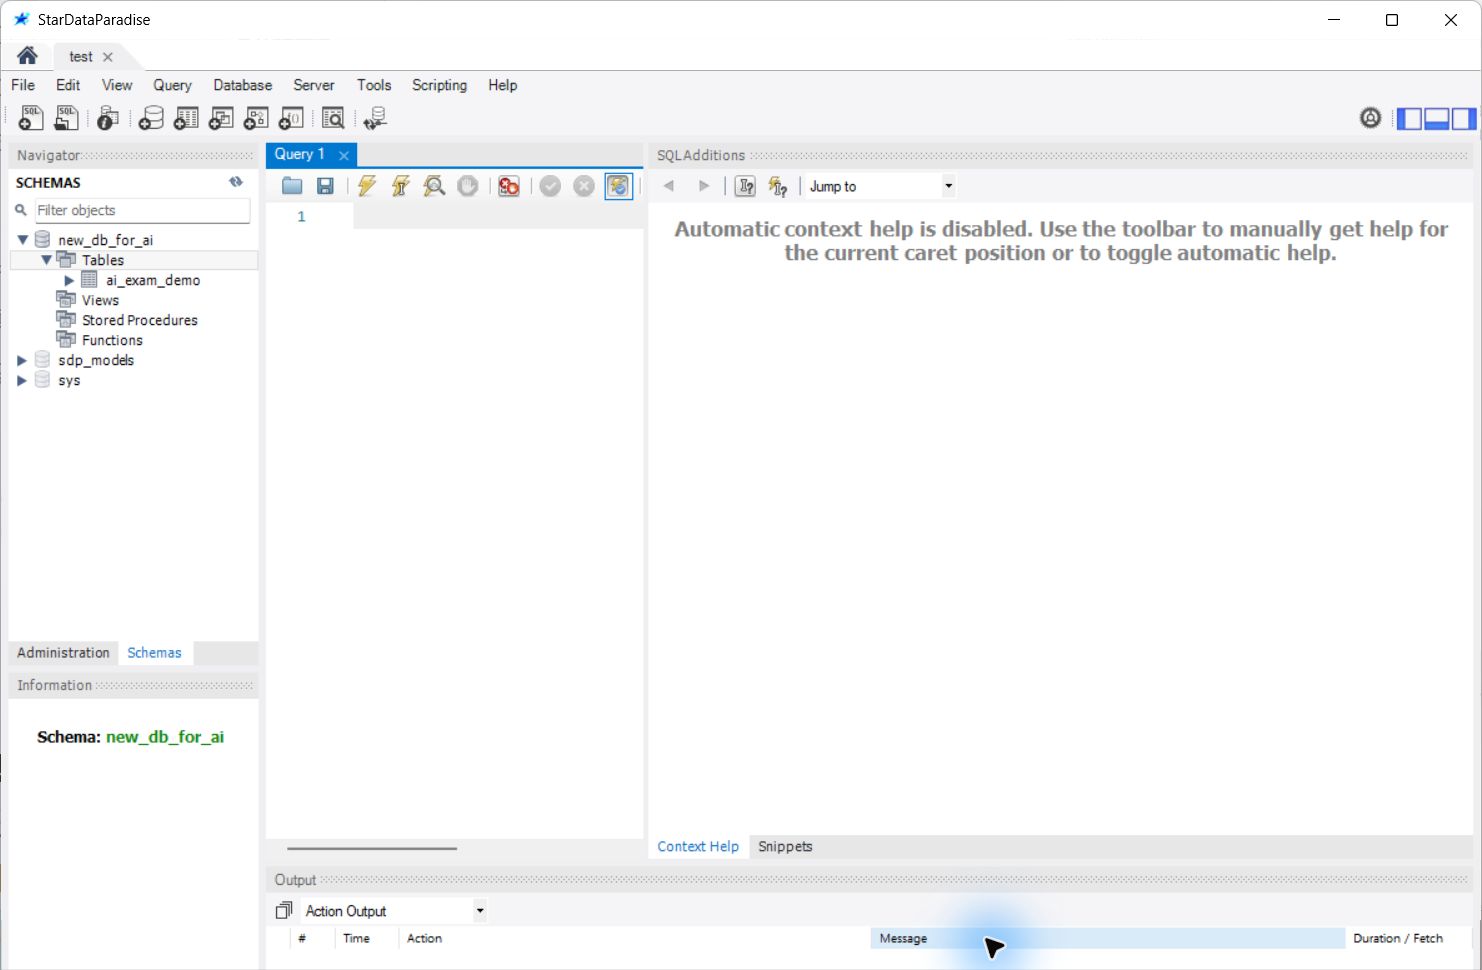 StarDataParadise
test
File Edit View Query Database Server Tools Scripting Help
SQL SQL
Navigator
SCHEMAS
Filter objects
new_db_for_ai
Tables
ai_exam_demo
Views
Stored Procedures
Functions
sdp_models
sys
Administration Schemas
Information
Schema: new_db_for_ai
Query 1
1
SQLAdditions
Jump to
Automatic context help is disabled. Use the toolbar to manually get help for
the current caret position or to toggle automatic help.
Context Help Snippets
Output
Action Output
# Time Action Message Duration / Fetch